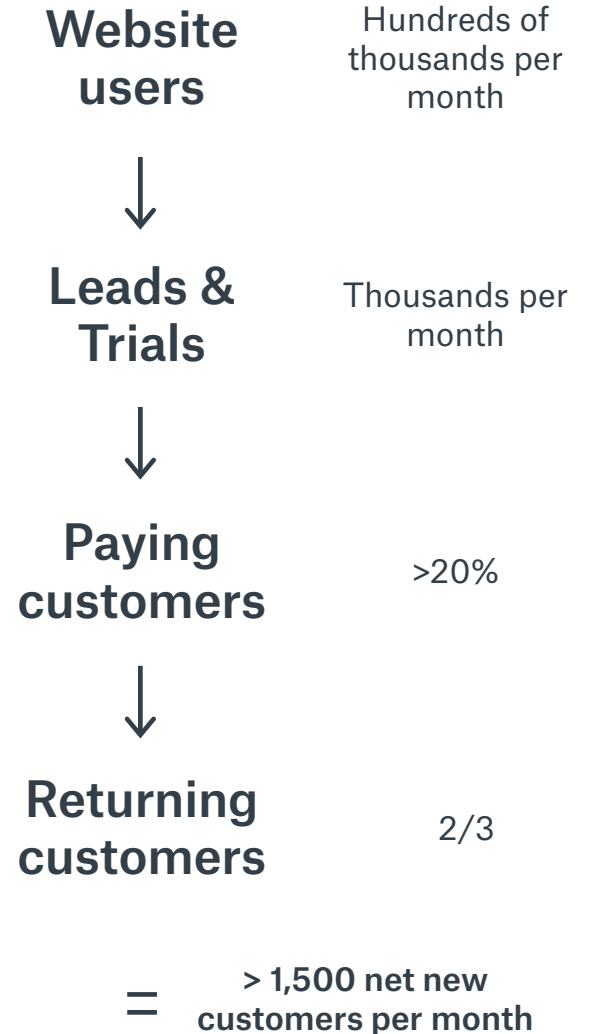 Website
users
Hundreds of
thousands per
month
Leads &
Trials
Thousands per
month
Paying
customers
>20%
Returning
customers
2/3
=
> 1,500 net new
customers per month